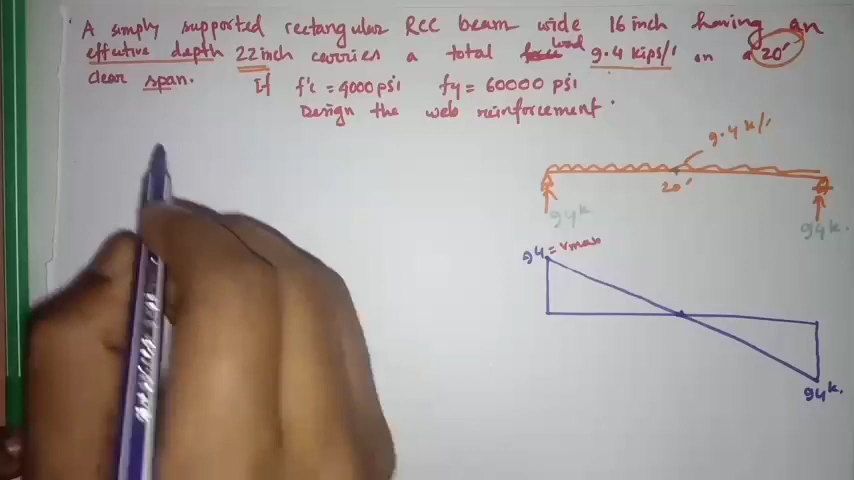 A simply supported rectangular RCC beam wide 16 inch having an
effective depth 22 inch carries a total load 9.4 kips/' on a 20'
clear span. If f'c = 4000 psi fy = 60000 psi
Design the web reinforcement.
9.4 k/'
20'
94k
94k.
94 = Vmax
94k.